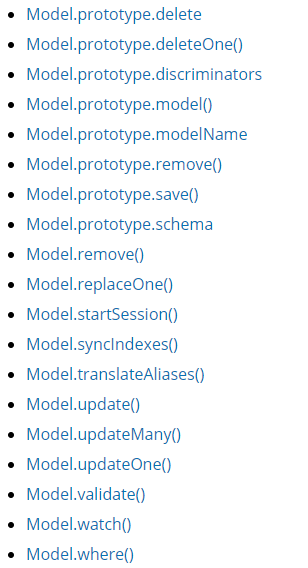 Model.prototype.delete
Model.prototype.deleteOne()
Model.prototype.discriminators
Model.prototype.model()
Model.prototype.modelName
Model.prototype.remove()
Model.prototype.save()
Model.prototype.schema
Model.remove()
Model.replaceOne()
Model.startSession()
Model.syncIndexes()
Model.translateAliases()
Model.update()
Model.updateMany()
Model.updateOne()
Model.validate()
Model.watch()
Model.where()